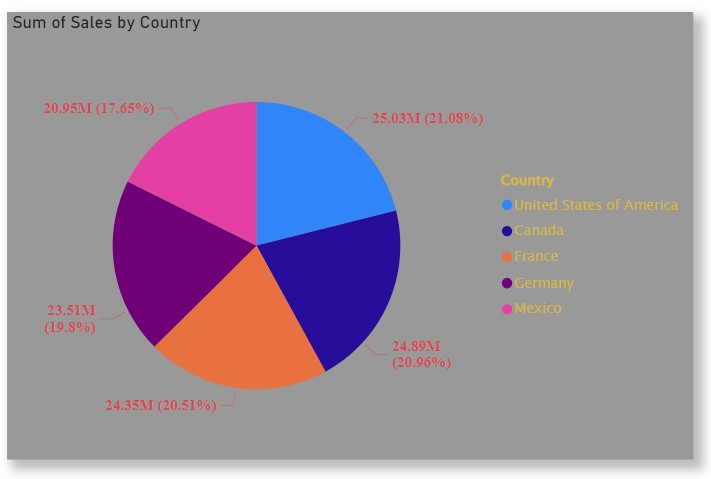 Sum of Sales by Country
20.95M (17.65%)
25.03M (21.08%)
Country
United States of America
Canada
France
Germany
Mexico
23.51M
(19.8%)
24.89M
(20.96%)
24.35M (20.51%)